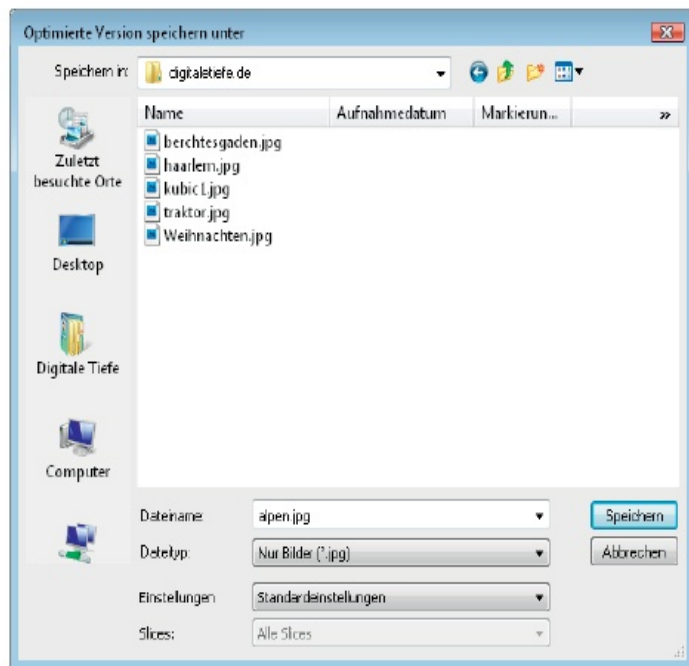 Optimierte Version speichern unter
Speichern in: digitaletiefe.de
Name Aufnahmedatum Markierun... »
berchtesgaden.jpg
haarlem.jpg
kubic1.jpg
traktor.jpg
Weihnachten.jpg
Zuletzt
besuchte Orte
Desktop
Digitale Tiefe
Computer
Dateiname: alpen.jpg Speichern
Dateityp: Nur Bilder (*.jpg) Abbrechen
Einstellungen Standardeinstellungen
Slices: Alle Slices